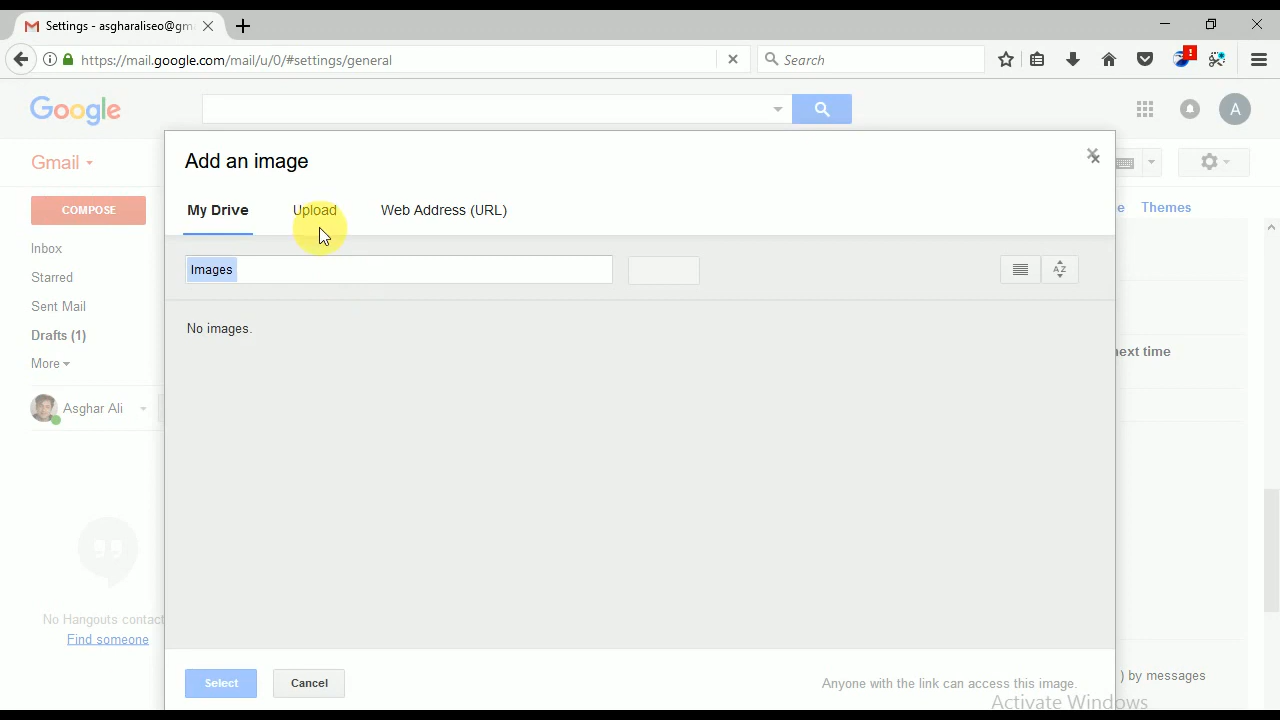 Settings - asgharaliseo@gm
https://mail.google.com/mail/u/0/#settings/general
Search
!
Google
A
Gmail
Add an image
COMPOSE
My Drive
Upload
Web Address (URL)
e
Themes
Inbox
Images
A
Z
Starred
Sent Mail
No images.
Drafts (1)
next time
More
Asghar Ali
No Hangouts contact
Find someone
Select
Cancel
Anyone with the link can access this image.
) by messages
Activate Windows